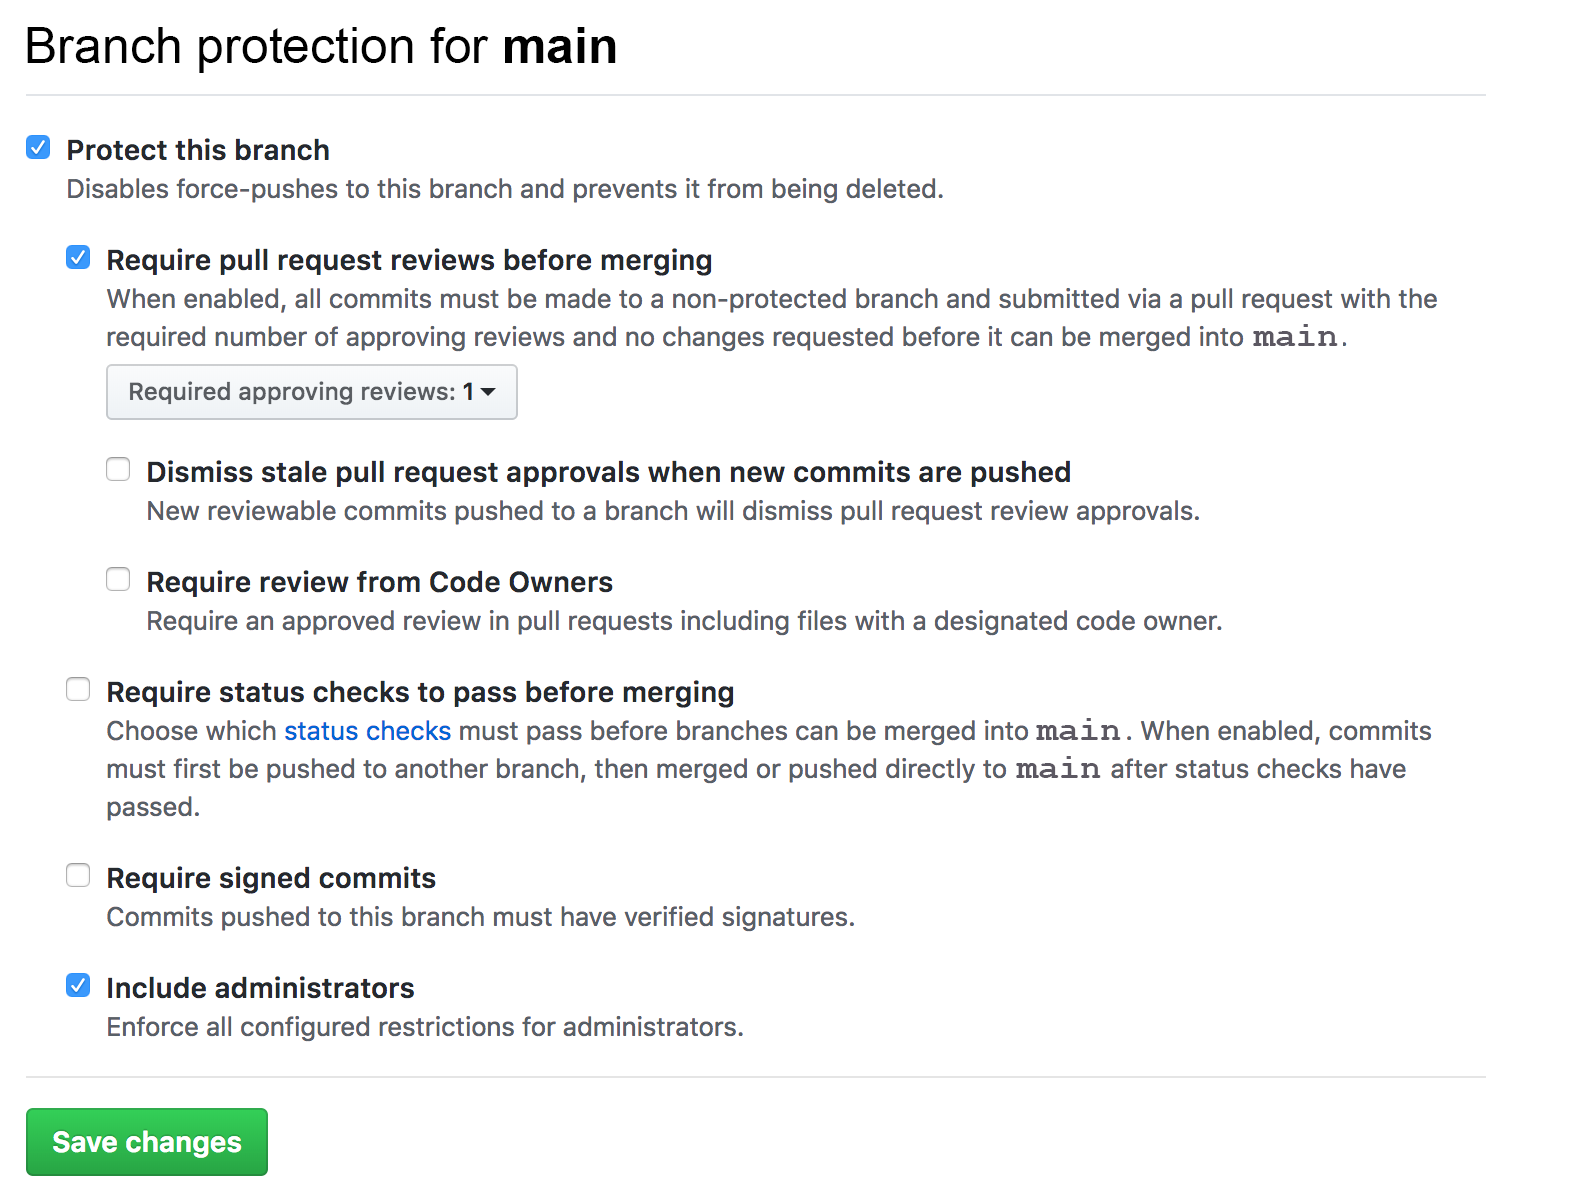 Branch protection for main
Protect this branch
Disables force-pushes to this branch and prevents it from being deleted.
Require pull request reviews before merging
When enabled, all commits must be made to a non-protected branch and submitted via a pull request with the
required number of approving reviews and no changes requested before it can be merged into main.
Required approving reviews: 1
Dismiss stale pull request approvals when new commits are pushed
New reviewable commits pushed to a branch will dismiss pull request review approvals.
Require review from Code Owners
Require an approved review in pull requests including files with a designated code owner.
Require status checks to pass before merging
Choose which status checks must pass before branches can be merged into main. When enabled, commits
must first be pushed to another branch, then merged or pushed directly to main after status checks have
passed.
Require signed commits
Commits pushed to this branch must have verified signatures.
Include administrators
Enforce all configured restrictions for administrators.
Save changes